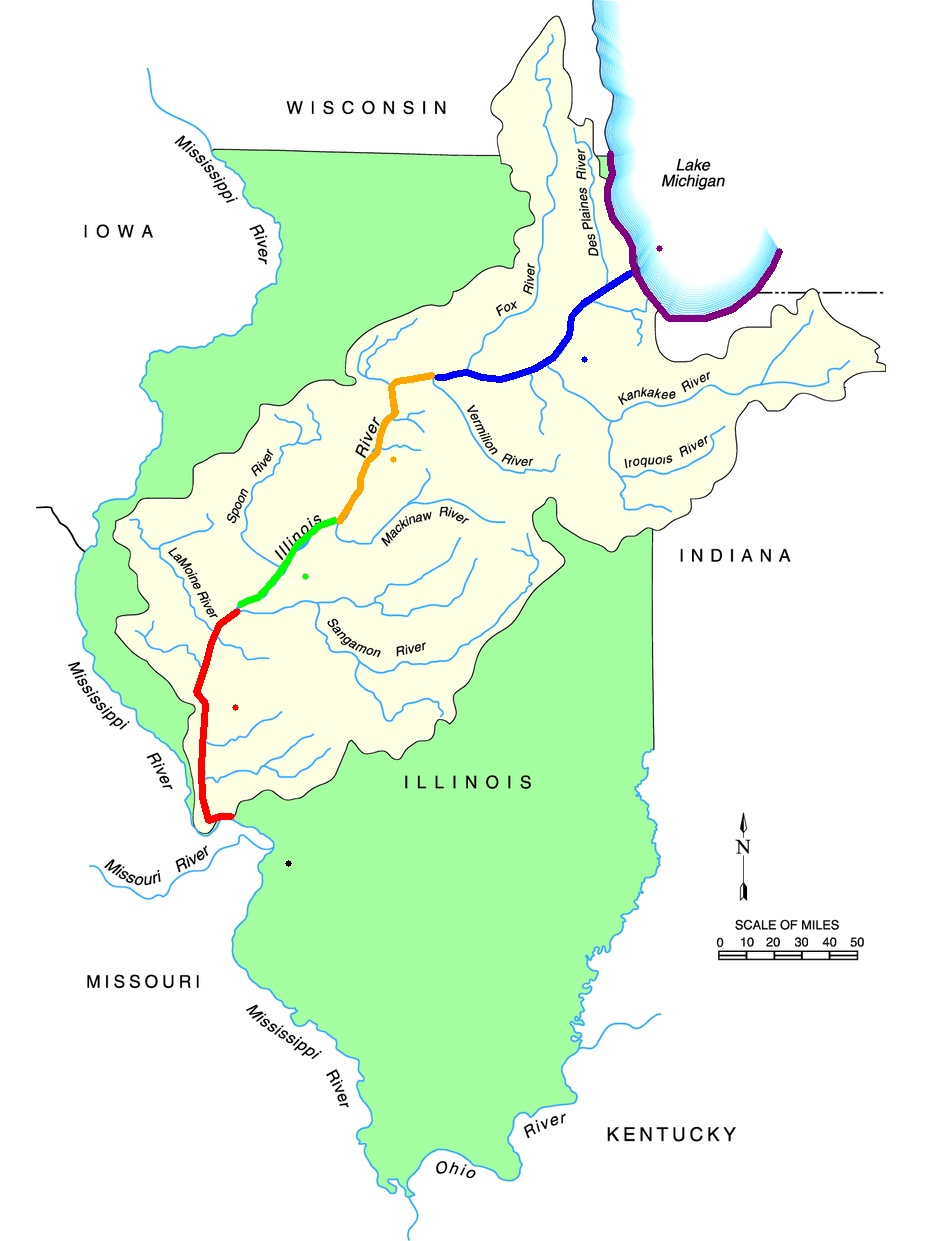 WISCONSIN
Lake
Michigan
Mississippi
River
IOWA
Des Plaines River
Fox
River
Kankakee River
Iroquois River
Vermilion River
River
Spoon River
Illinois
Mackinaw River
LaMoine River
INDIANA
Sangamon River
Mississippi
River
ILLINOIS
Missouri River
N
SCALE OF MILES
0 10 20 30 40 50
MISSOURI
Mississippi
River
River
Ohio
KENTUCKY